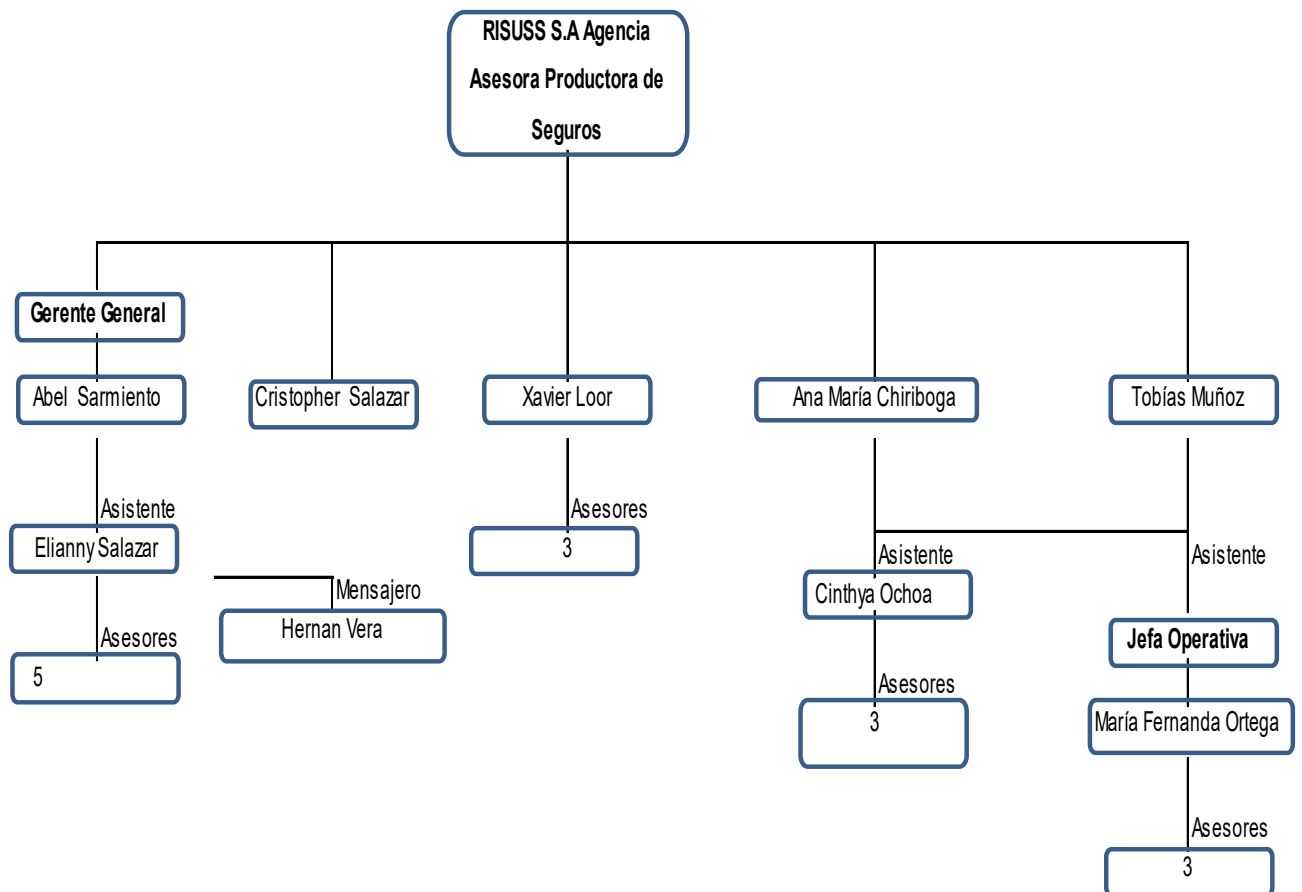 RISUSS S.A Agencia
Asesora Productora de
Seguros
Gerente General
Abel Sarmiento
Cristopher Salazar
Xavier Loor
Ana María Chiriboga
Tobías Muñoz
Asistente
Elianny Salazar
Asesores
3
Asistente
Cinthya Ochoa
Asistente
Mensajero
Hernan Vera
Asesores
5
Jefa Operativa
Asesores
3
María Fernanda Ortega
Asesores
3